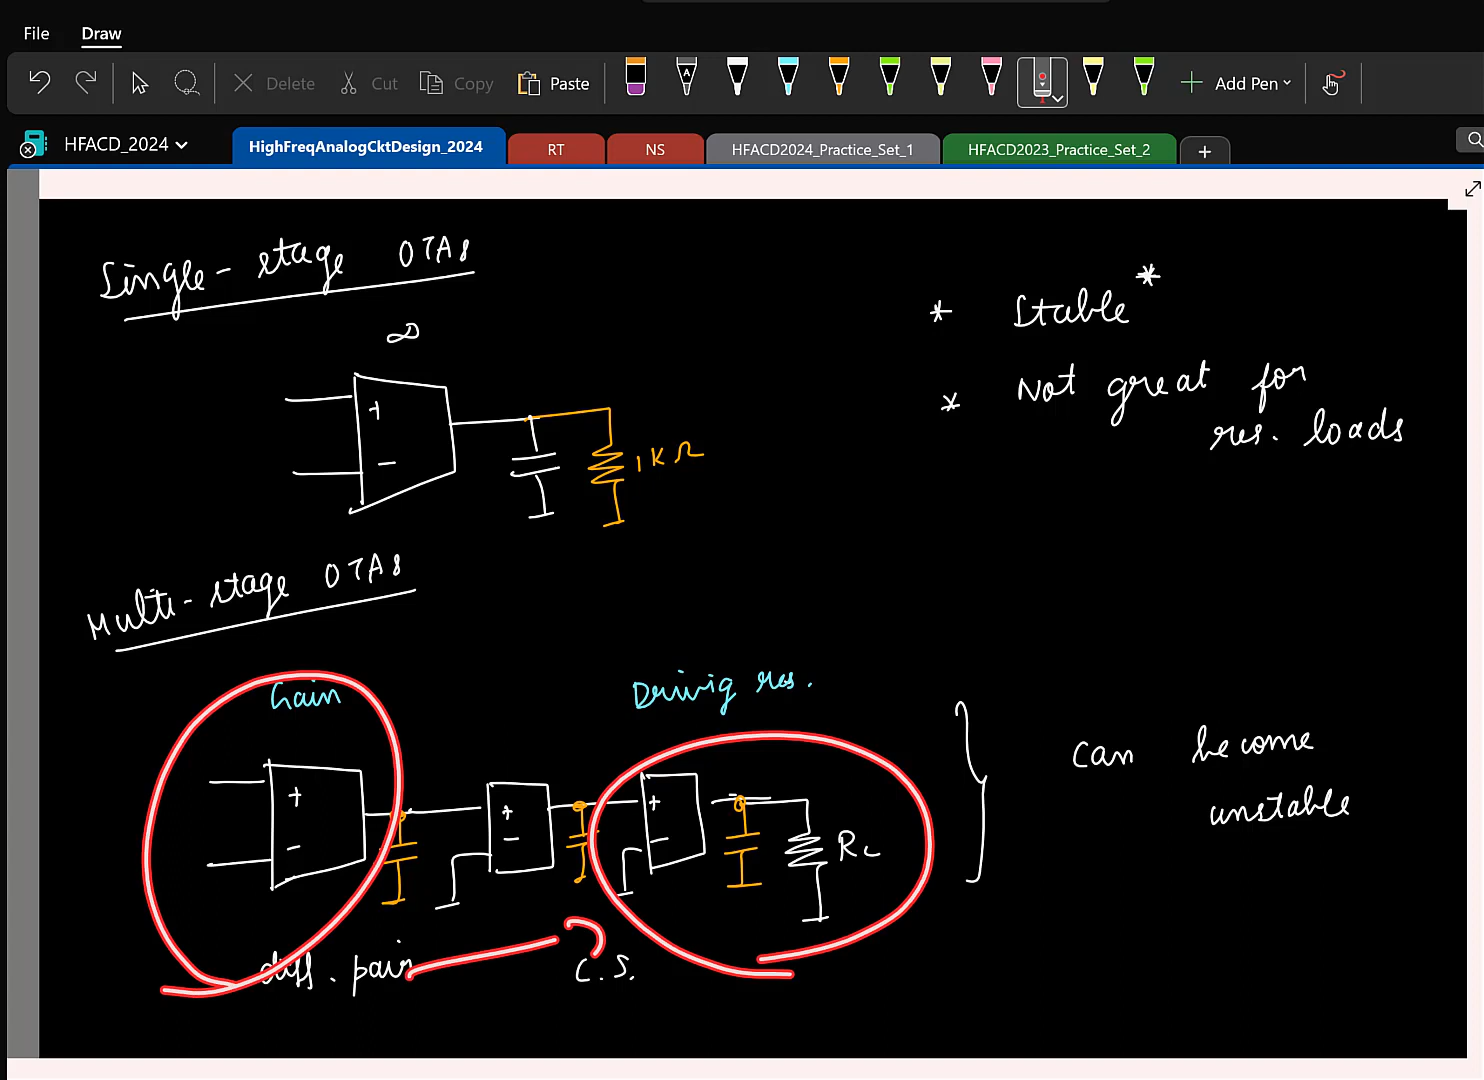 File Draw
Delete Cut Copy Paste A Add Pen
HFACD_2024 HighFreqAnalogCktDesign_2024 RT NS HFACD2024_Practice_Set_1 HFACD2023_Practice_Set_2 +
Single-stage OTAs
∞
+
-
1KΩ
* Stable*
* Not great for
res. loads
Multi-stage OTAs
Gain
Driving res.
+
-
+
-
+
-
RL
can become
unstable
diff. pair
C.S.